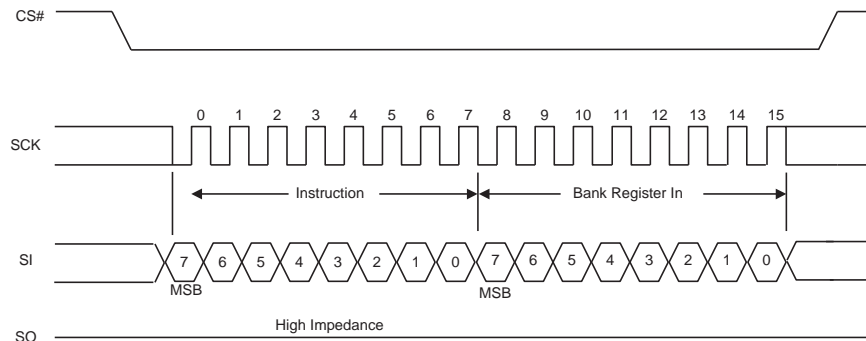 CS#
0 1 2 3 4 5 6 7 8 9 10 11 12 13 14 15
SCK
Instruction Bank Register In
SI 7 6 5 4 3 2 1 0 7 6 5 4 3 2 1 0
MSB MSB
High Impedance
SO